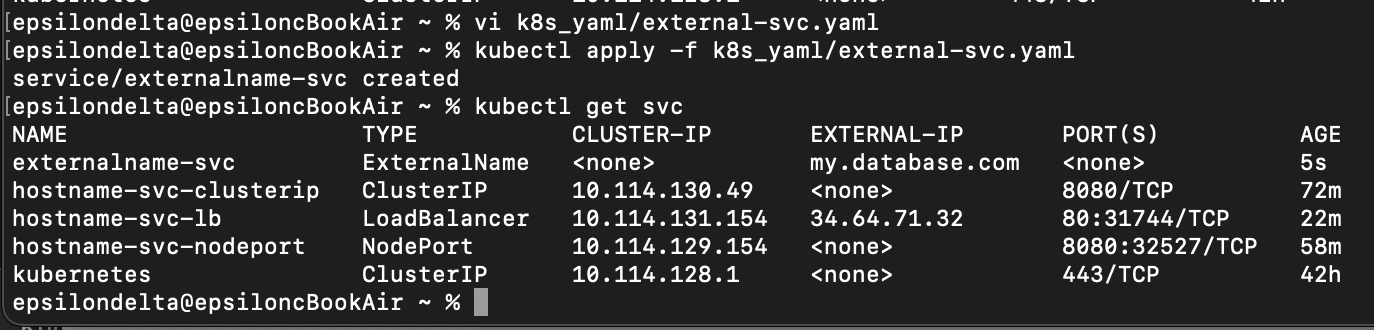 [epsilondelta@epsiloncBookAir ~ % vi k8s_yaml/external-svc.yaml
[epsilondelta@epsiloncBookAir ~ % kubectl apply -f k8s_yaml/external-svc.yaml
service/externalname-svc created
[epsilondelta@epsiloncBookAir ~ % kubectl get svc
NAME TYPE CLUSTER-IP EXTERNAL-IP PORT(S) AGE
externalname-svc ExternalName <none> my.database.com <none> 5s
hostname-svc-clusterip ClusterIP 10.114.130.49 <none> 8080/TCP 72m
hostname-svc-lb LoadBalancer 10.114.131.154 34.64.71.32 80:31744/TCP 22m
hostname-svc-nodeport NodePort 10.114.129.154 <none> 8080:32527/TCP 58m
kubernetes ClusterIP 10.114.128.1 <none> 443/TCP 42h
epsilondelta@epsiloncBookAir ~ %